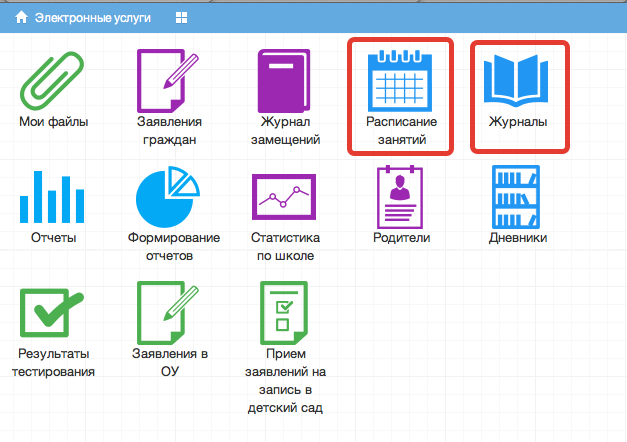 Электронные услуги
Мои файлы
Заявления
граждан
Журнал
замещений
Расписание
занятий
Журналы
Отчеты
Формирование
отчетов
Статистика
по школе
Родители
Дневники
Результаты
тестирования
Заявления в
ОУ
Прием
заявлений на
запись в
детский сад